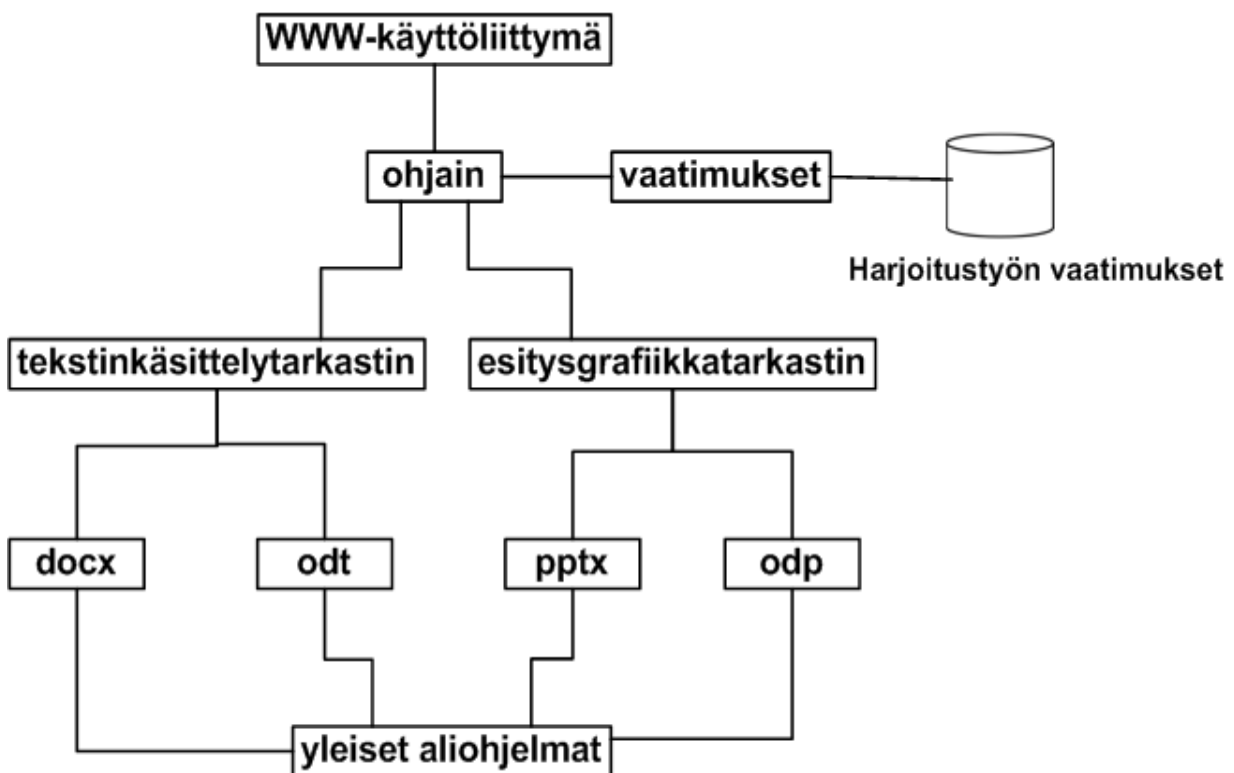 WWW-käyttöliittymä
ohjain
vaatimukset
Harjoitustyön vaatimukset
tekstinkäsittelytarkastin
esitysgrafiikkatarkastin
docx
odt
pptx
odp
yleiset aliohjelmat